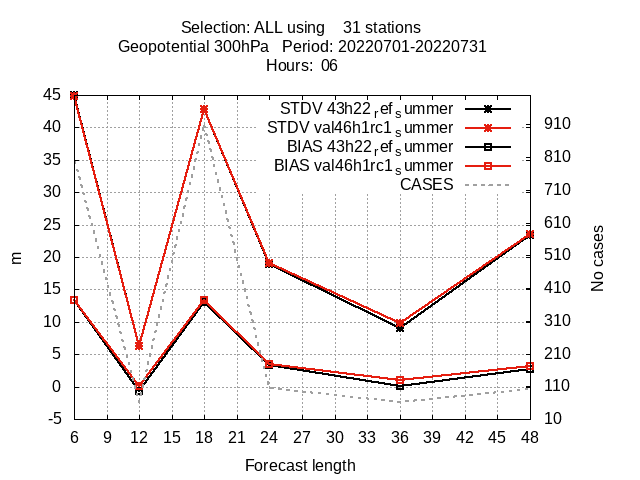 Selection: ALL using    31 stations
Geopotential 300hPa   Period: 20220701-20220731
Hours:  06
STDV 43h22_ref_summer
STDV val46h1rc1_summer
BIAS 43h22_ref_summer
BIAS val46h1rc1_summer
CASES
45
40
35
30
25
20
15
10
5
0
-5
m
910
810
710
610
510
410
310
210
110
10
No cases
6 9 12 15 18 21 24 27 30 33 36 39 42 45 48
Forecast length